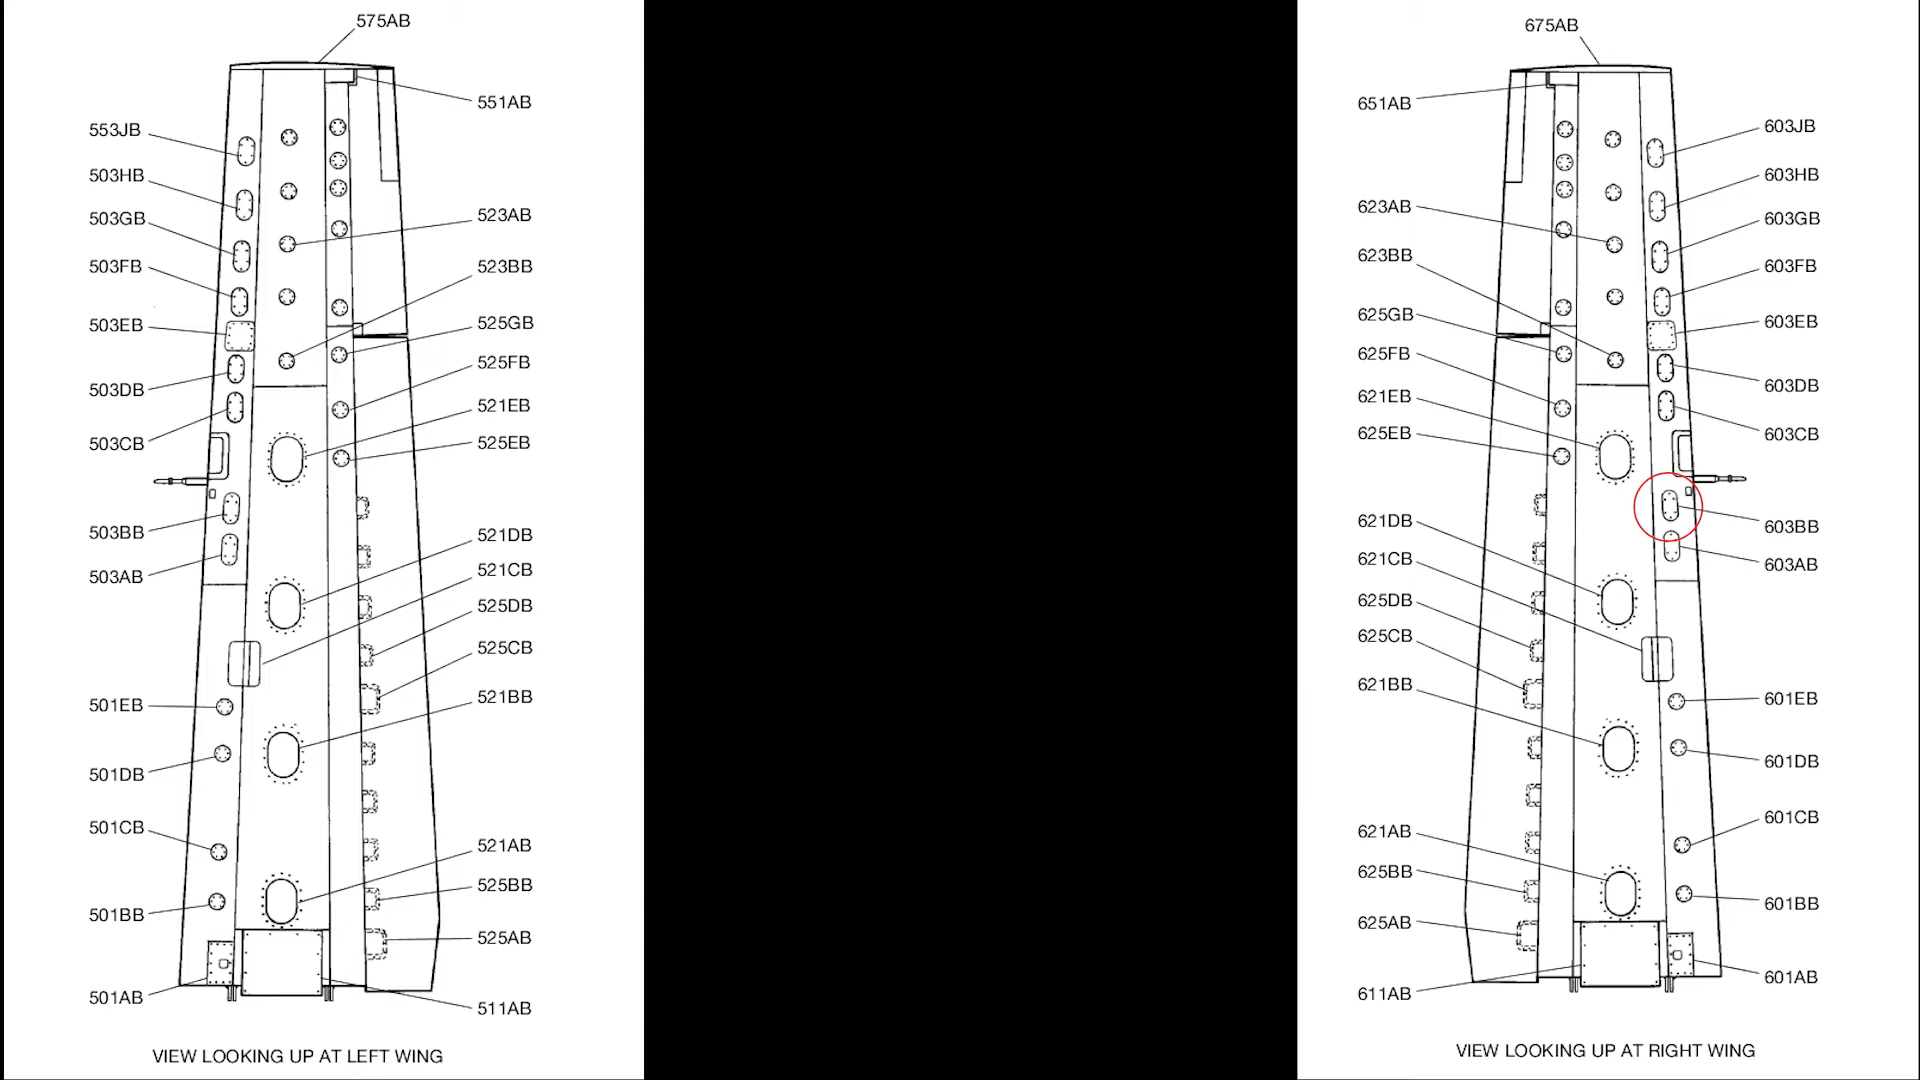 575AB
551AB
553JB
503HB
503GB
503FB
503EB
503DB
503CB
503BB
503AB
501EB
501DB
501CB
501BB
501AB
523AB
523BB
525GB
525FB
521EB
525EB
521DB
521CB
525DB
525CB
521BB
521AB
525BB
525AB
511AB
VIEW LOOKING UP AT LEFT WING
675AB
651AB
623AB
623BB
625GB
625FB
621EB
625EB
621DB
621CB
625DB
625CB
621BB
621AB
625BB
625AB
611AB
603JB
603HB
603GB
603FB
603EB
603DB
603CB
603BB
603AB
601EB
601DB
601CB
601BB
601AB
VIEW LOOKING UP AT RIGHT WING